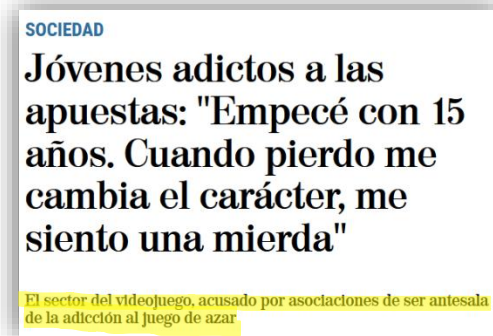 SOCIEDAD
Jóvenes adictos a las
apuestas: "Empecé con 15
años. Cuando pierdo me
cambia el carácter, me
siento una mierda"
El sector del videojuego, acusado por asociaciones de ser antesala
de la adicción al juego de azar